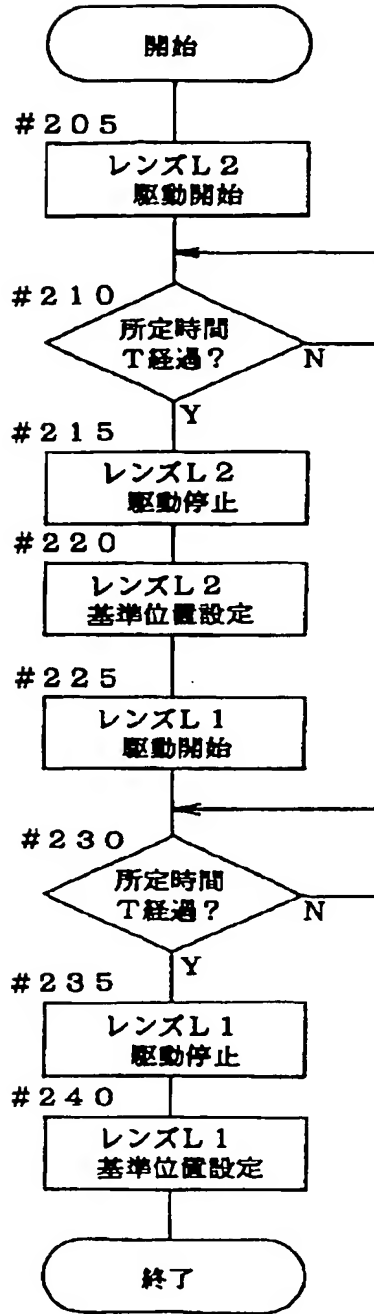 開始
#205
レンズL2
駆動開始
#210
所定時間
T経過?
N
Y
#215
レンズL2
駆動停止
#220
レンズL2
基準位置設定
#225
レンズL1
駆動開始
#230
所定時間
T経過?
N
Y
#235
レンズL1
駆動停止
#240
レンズL1
基準位置設定
終了